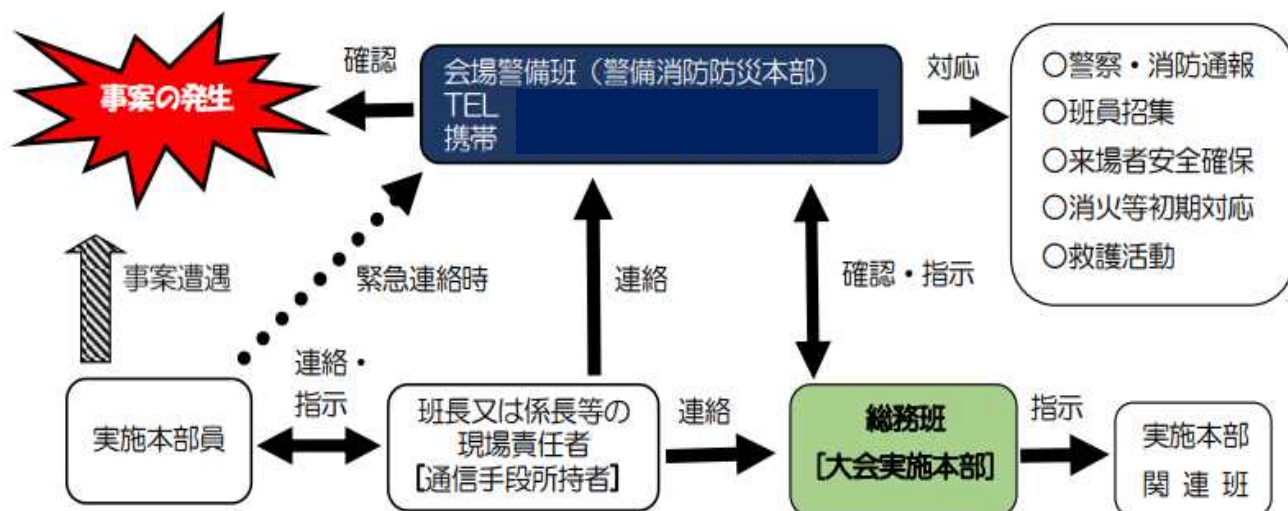 事案の発生
確認
会場警備班（警備消防防災本部）
TEL
携帯
対応
○警察・消防通報
○班員招集
○来場者安全確保
○消火等初期対応
○救護活動
事案遭遇
緊急連絡時
連絡
確認・指示
連絡・
指示
実施本部員
班長又は係長等の
現場責任者
[通信手段所持者]
連絡
総務班
[大会実施本部]
指示
実施本部
関連班